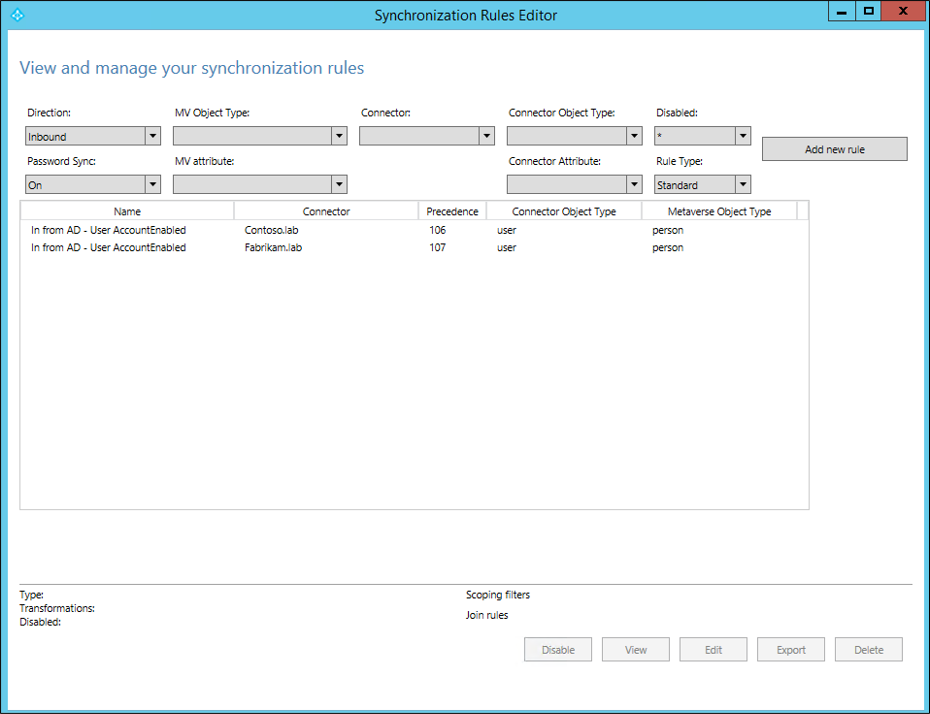 Synchronization Rules Editor
View and manage your synchronization rules
Direction: MV Object Type: Connector: Connector Object Type: Disabled:
Inbound *
Add new rule
Password Sync: MV attribute: Connector Attribute: Rule Type:
On Standard
Name Connector Precedence Connector Object Type Metaverse Object Type
In from AD - User AccountEnabled Contoso.lab 106 user person
In from AD - User AccountEnabled Fabrikam.lab 107 user person
Type: Scoping filters
Transformations:
Join rules
Disabled:
Disable View Edit Export Delete